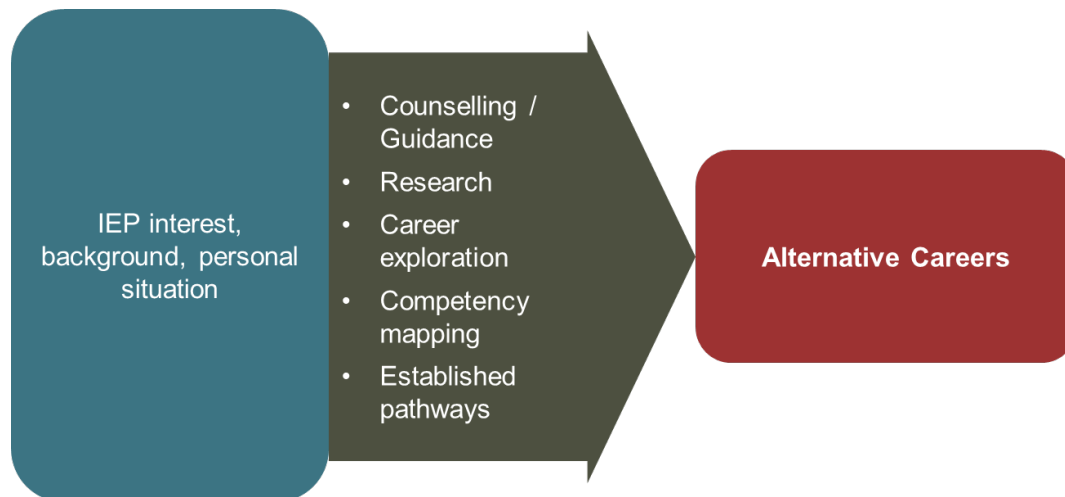 IEP interest,
background, personal
situation
• Counselling /
Guidance
• Research
• Career
exploration
• Competency
mapping
• Established
pathways
Alternative Careers